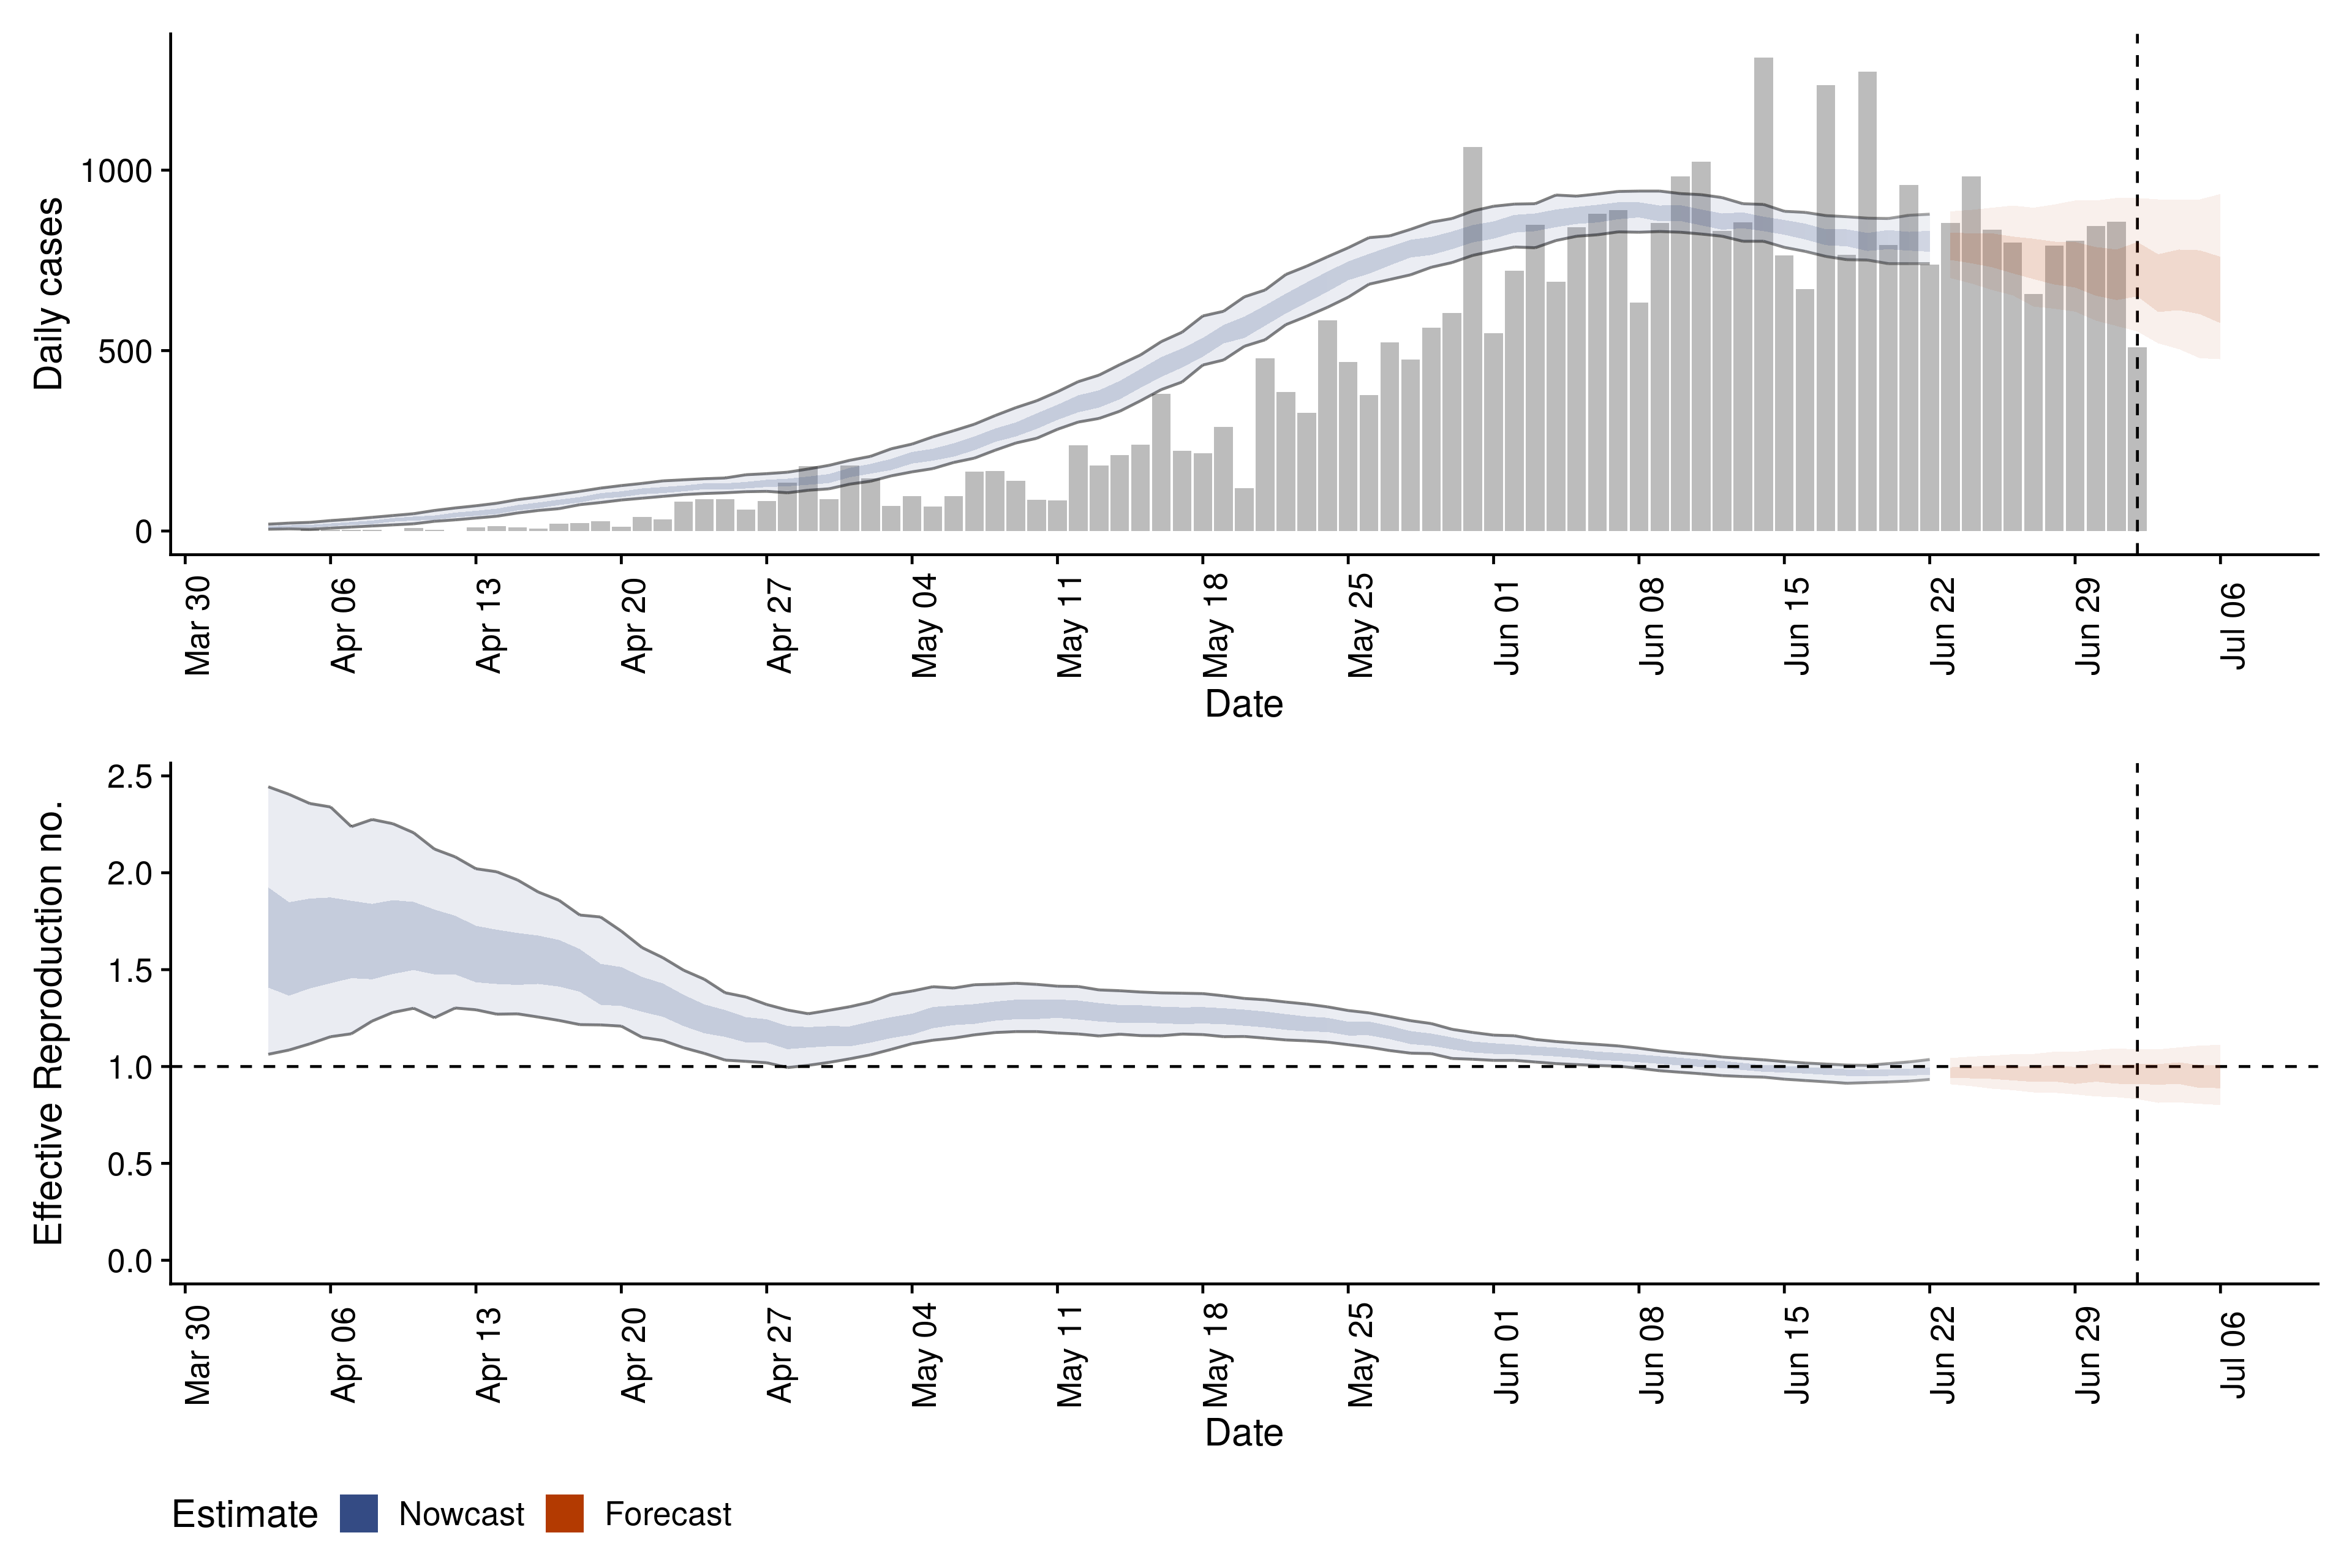 Daily cases
1000
500
0
Mar 30
Apr 06
Apr 13
Apr 20
Apr 27
May 04
May 11
May 18
May 25
Jun 01
Jun 08
Jun 15
Jun 22
Jun 29
Jul 06
Date
Effective Reproduction no.
2.5
2.0
1.5
1.0
0.5
0.0
Mar 30
Apr 06
Apr 13
Apr 20
Apr 27
May 04
May 11
May 18
May 25
Jun 01
Jun 08
Jun 15
Jun 22
Jun 29
Jul 06
Date
Estimate Nowcast Forecast